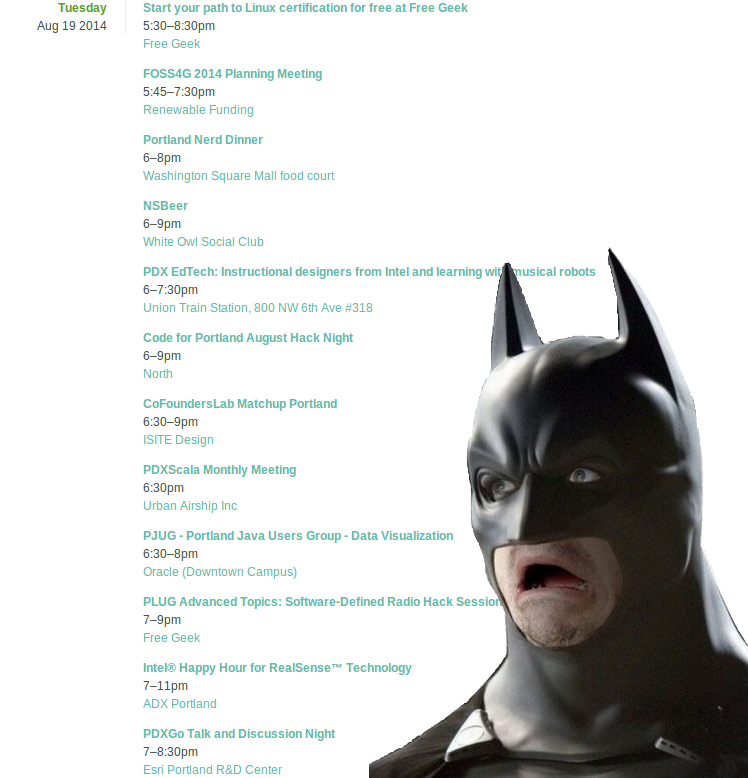 Tuesday
Aug 19 2014
Start your path to Linux certification for free at Free Geek
5:30–8:30pm
Free Geek
FOSS4G 2014 Planning Meeting
5:45–7:30pm
Renewable Funding
Portland Nerd Dinner
6–8pm
Washington Square Mall food court
NSBeer
6–9pm
White Owl Social Club
PDX EdTech: Instructional designers from Intel and learning with musical robots
6–7:30pm
Union Train Station, 800 NW 6th Ave #318
Code for Portland August Hack Night
6–9pm
North
CoFoundersLab Matchup Portland
6:30–9pm
ISITE Design
PDXScala Monthly Meeting
6:30pm
Urban Airship Inc
PJUG - Portland Java Users Group - Data Visualization
6:30–8pm
Oracle (Downtown Campus)
PLUG Advanced Topics: Software-Defined Radio Hack Session
7–9pm
Free Geek
Intel® Happy Hour for RealSense™ Technology
7–11pm
ADX Portland
PDXGo Talk and Discussion Night
7–8:30pm
Esri Portland R&D Center